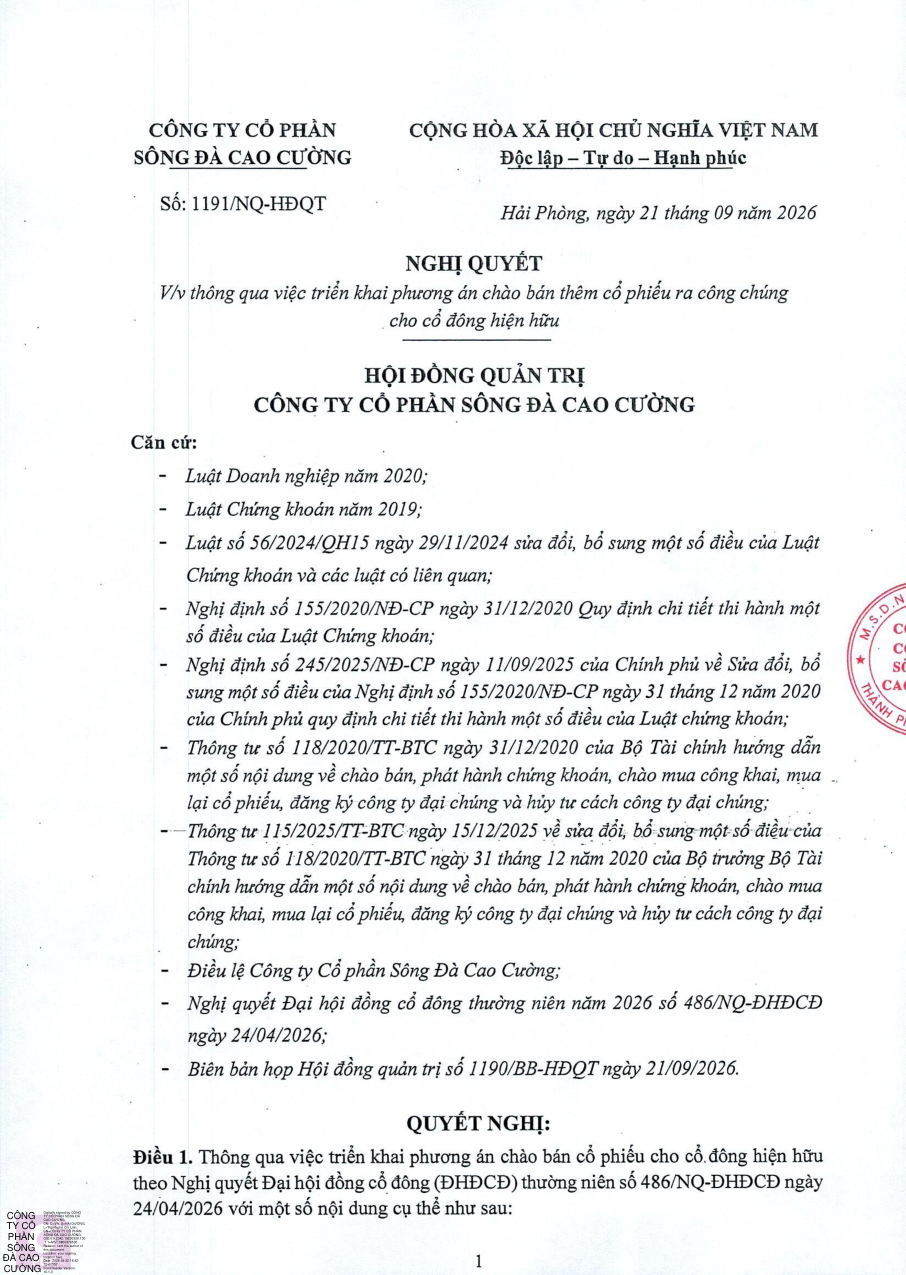 CÔNG TY CỔ PHẦN
SÔNG ĐÀ CAO CƯỜNG
CỘNG HÒA XÃ HỘI CHỦ NGHĨA VIỆT NAM
Độc lập – Tự do – Hạnh phúc
Số: 1191/NQ-HĐQT
Hải Phòng, ngày 21 tháng 09 năm 2026
NGHỊ QUYẾT
V/v thông qua việc triển khai phương án chào bán thêm cổ phiếu ra công chúng
cho cổ đông hiện hữu
HỘI ĐỒNG QUẢN TRỊ
CÔNG TY CỔ PHẦN SÔNG ĐÀ CAO CƯỜNG
Căn cứ:
- Luật Doanh nghiệp năm 2020;
- Luật Chứng khoán năm 2019;
- Luật số 56/2024/QH15 ngày 29/11/2024 sửa đổi, bổ sung một số điều của Luật
Chứng khoán và các luật có liên quan;
- Nghị định số 155/2020/NĐ-CP ngày 31/12/2020 Quy định chi tiết thi hành một
số điều của Luật Chứng khoán;
- Nghị định số 245/2025/NĐ-CP ngày 11/09/2025 của Chính phủ về Sửa đổi, bổ
sung một số điều của Nghị định số 155/2020/NĐ-CP ngày 31 tháng 12 năm 2020
của Chính phủ quy định chi tiết thi hành một số điều của Luật chứng khoán;
- Thông tư số 118/2020/TT-BTC ngày 31/12/2020 của Bộ Tài chính hướng dẫn
một số nội dung về chào bán, phát hành chứng khoán, chào mua công khai, mua
lại cổ phiếu, đăng ký công ty đại chúng và hủy tư cách công ty đại chúng;
- Thông tư 115/2025/TT-BTC ngày 15/12/2025 về sửa đổi, bổ sung một số điều của
Thông tư số 118/2020/TT-BTC ngày 31 tháng 12 năm 2020 của Bộ trưởng Bộ Tài
chính hướng dẫn một số nội dung về chào bán, phát hành chứng khoán, chào mua
công khai, mua lại cổ phiếu, đăng ký công ty đại chúng và hủy tư cách công ty đại
chúng;
- Điều lệ Công ty Cổ phần Sông Đà Cao Cường;
- Nghị quyết Đại hội đồng cổ đông thường niên năm 2026 số 486/NQ-ĐHĐCĐ
ngày 24/04/2026;
- Biên bản họp Hội đồng quản trị số 1190/BB-HĐQT ngày 21/09/2026.
QUYẾT NGHỊ:
Điều 1. Thông qua việc triển khai phương án chào bán cổ phiếu cho cổ đông hiện hữu
theo Nghị quyết Đại hội đồng cổ đông (ĐHĐCĐ) thường niên số 486/NQ-ĐHĐCĐ ngày
24/04/2026 với một số nội dung cụ thể như sau:
M.S.D.N
THÀNH
CÔNG
TY CỔ
PHẦN
SÔNG
ĐÀ CAO
CƯỜNG
1